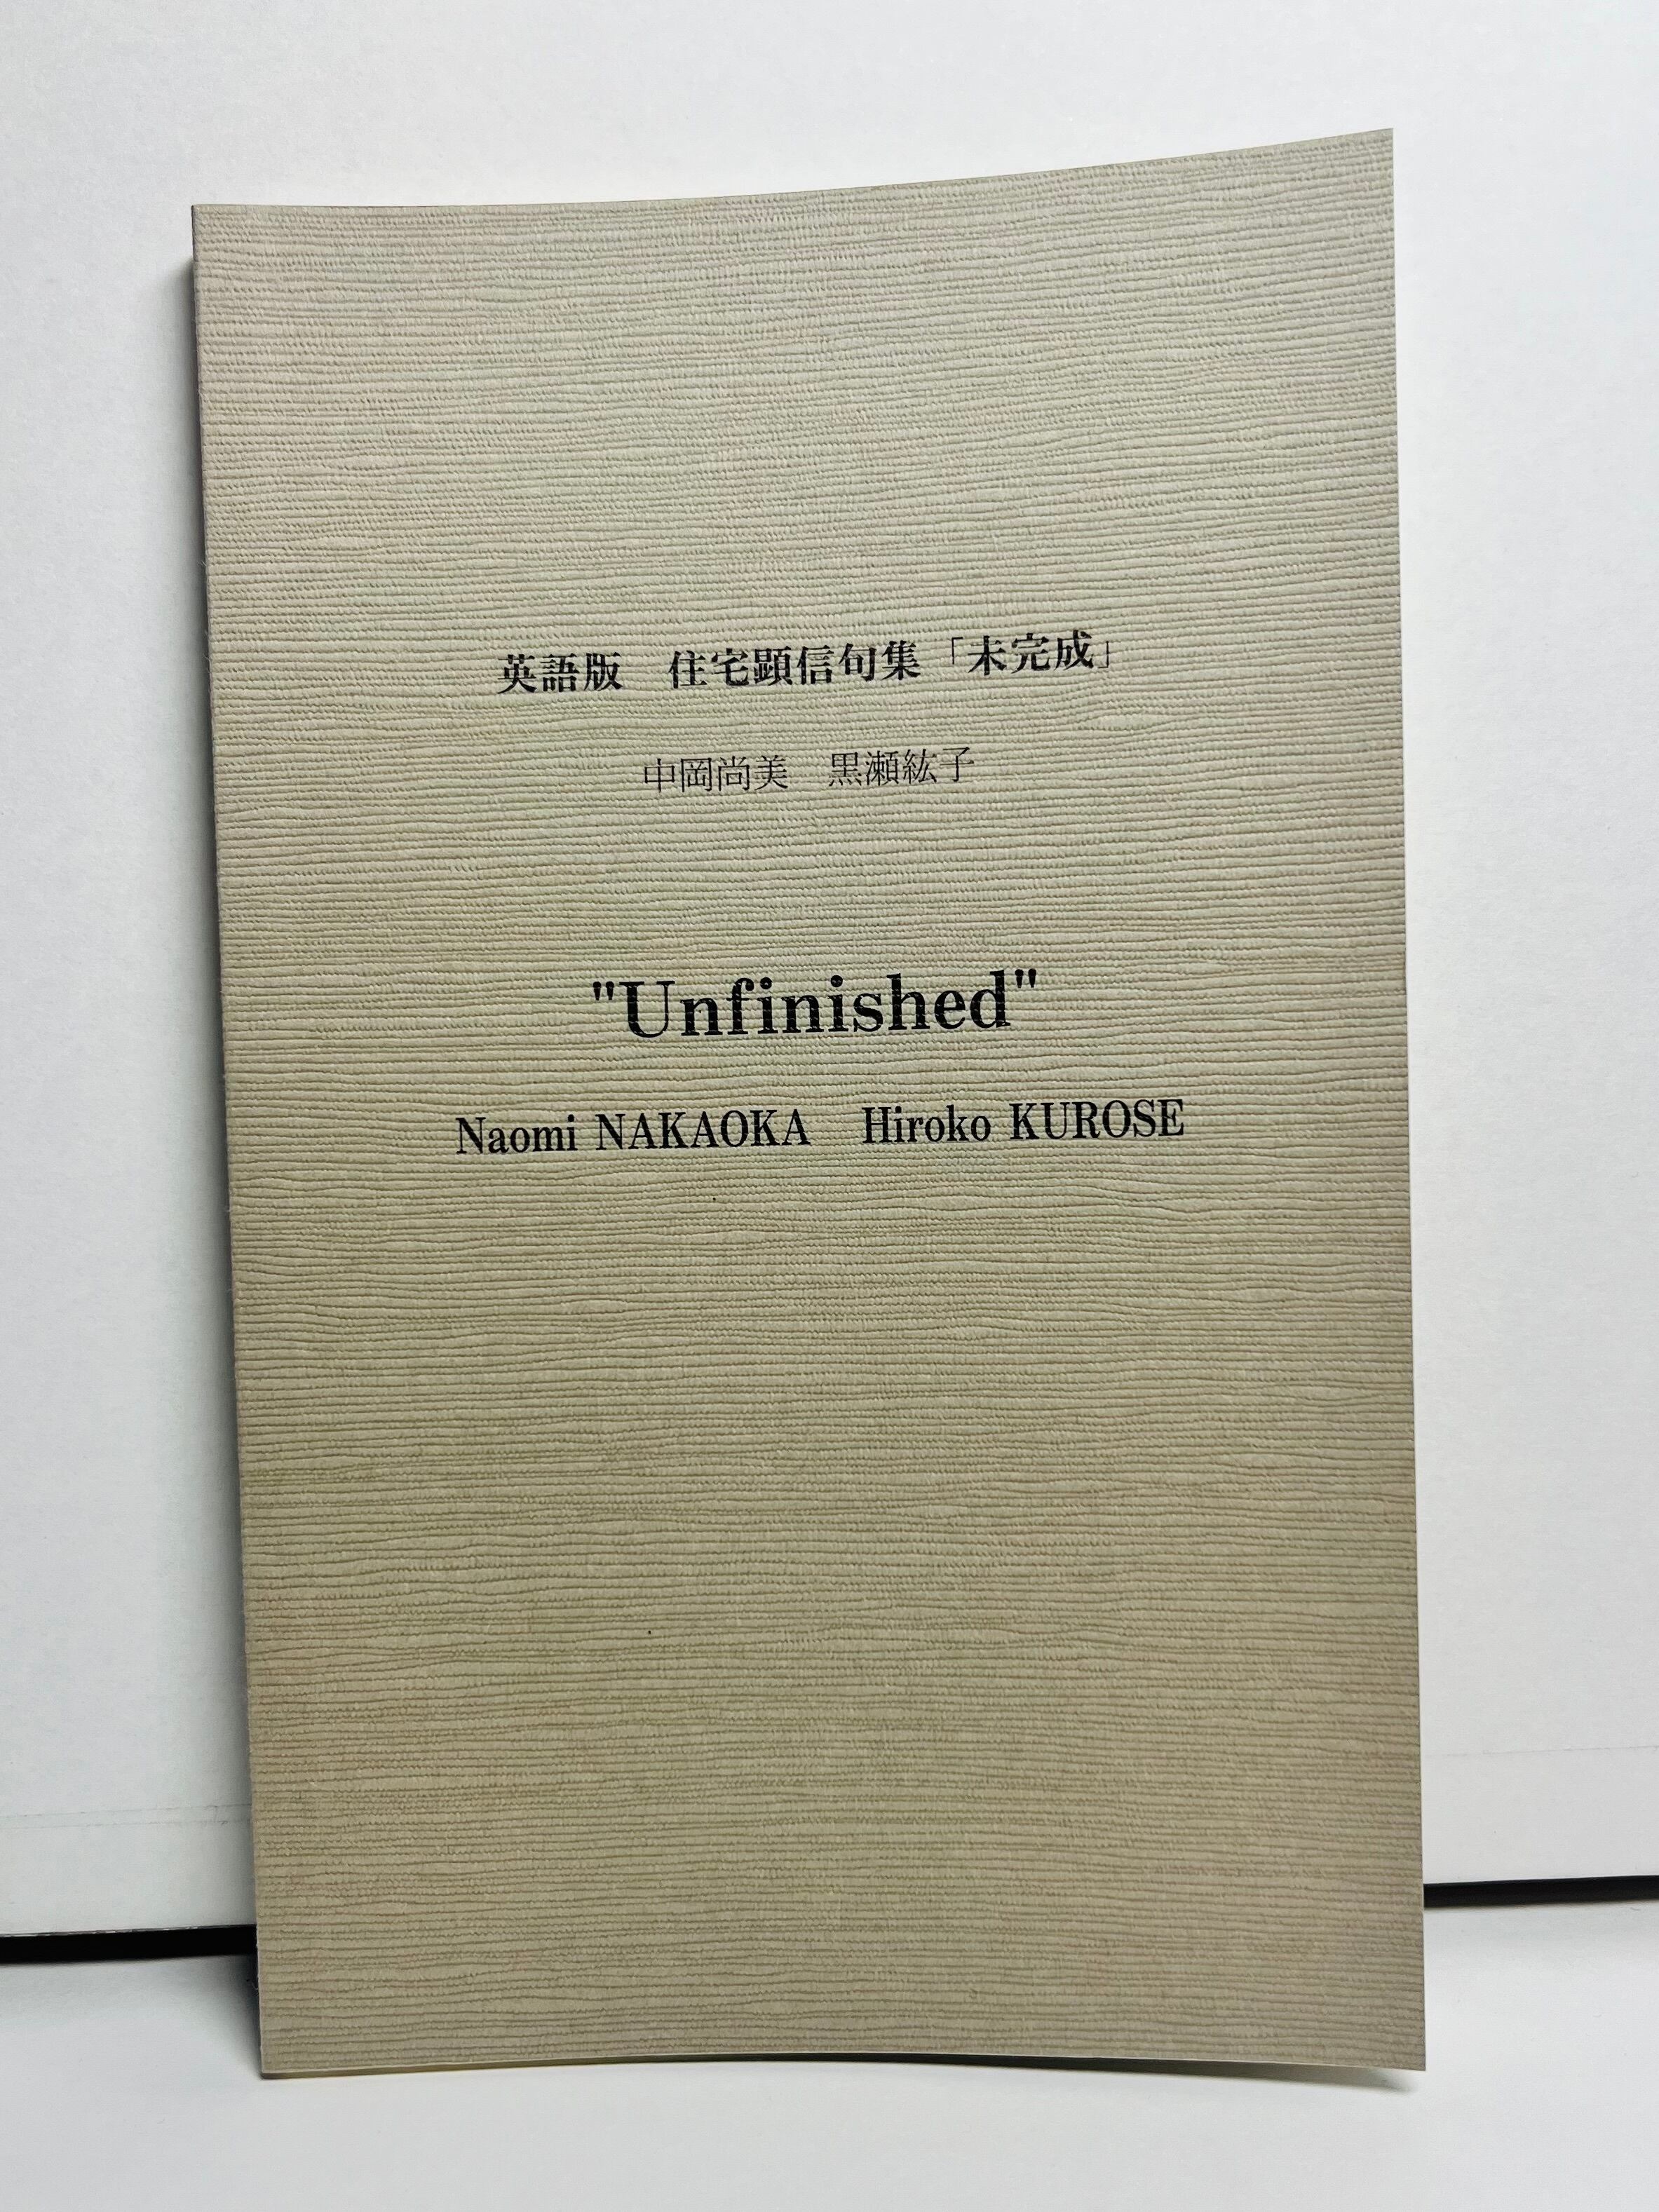 英語版　住宅顕信句集「未完成」
中岡尚美　黒瀬紘子
"Unfinished"
Naomi NAKAOKA　Hiroko KUROSE